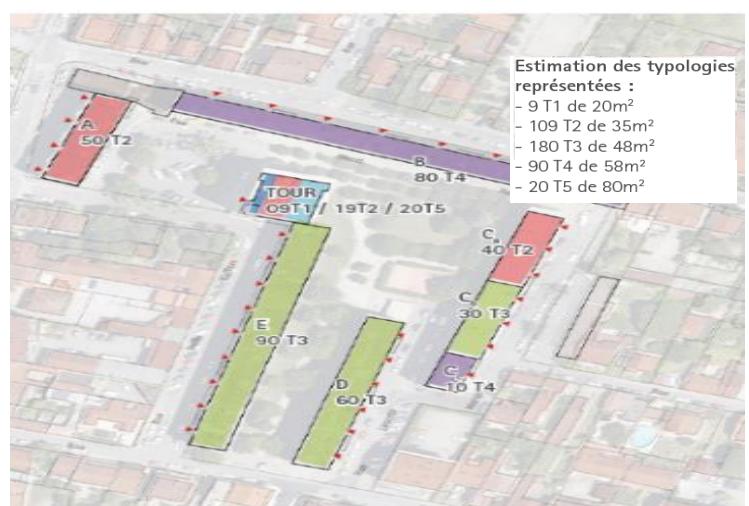 Estimation des typologies
représentées :
- 9 T1 de 20m²
- 109 T2 de 35m²
- 180 T3 de 48m²
- 90 T4 de 58m²
- 20 T5 de 80m²
A
50 T2
B
80 T4
TOUR
09T1 / 19T2 / 20T5
C
40 T2
C
30 T3
C
10 T4
E
90 T3
D
60 T3